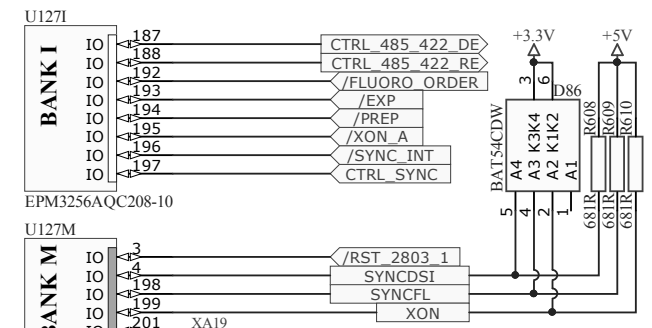 U127I
BANK I
IO 187 CTRL_485_422_DE
IO 188 CTRL_485_422_RE
IO 192 /FLUORO_ORDER
IO 193 /EXP
IO 194 /PREP
IO 195 /XON_A
IO 196 /SYNC_INT
IO 197 CTRL_SYNC
EPM3256AQC208-10
+3.3V
+5V
3 6
D86
BAT54CDW
K3K4
K1K2
A4 A3 A2 A1
5 4 2 1
R608 R609 R610
681R 681R 681R
U127M
BANK M
IO 3 /RST_2803_1
IO 4 SYNCDSI
IO 198 SYNCFL
IO 199 XON
IO 201 XA19